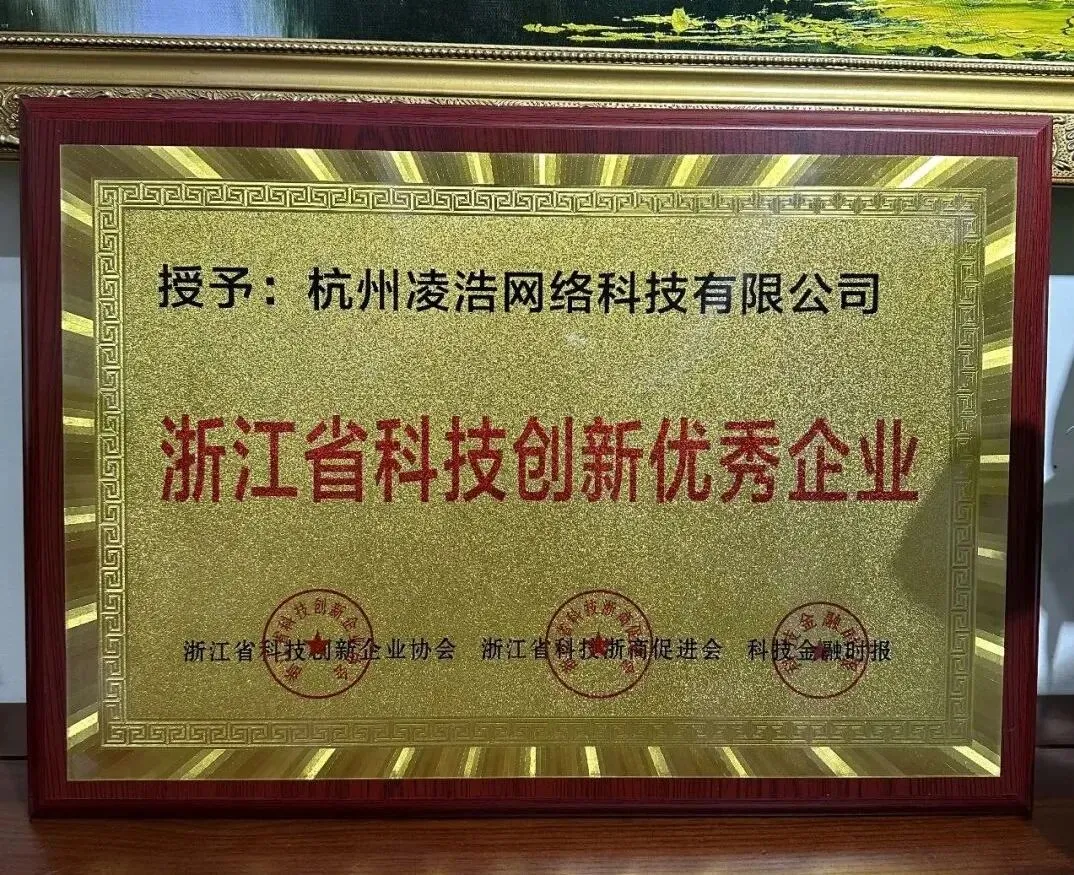 授予：杭州凌浩网络科技有限公司
浙江省科技创新优秀企业
浙江省科技创新企业协会 浙江省科技浙商促进会 科技金融时报